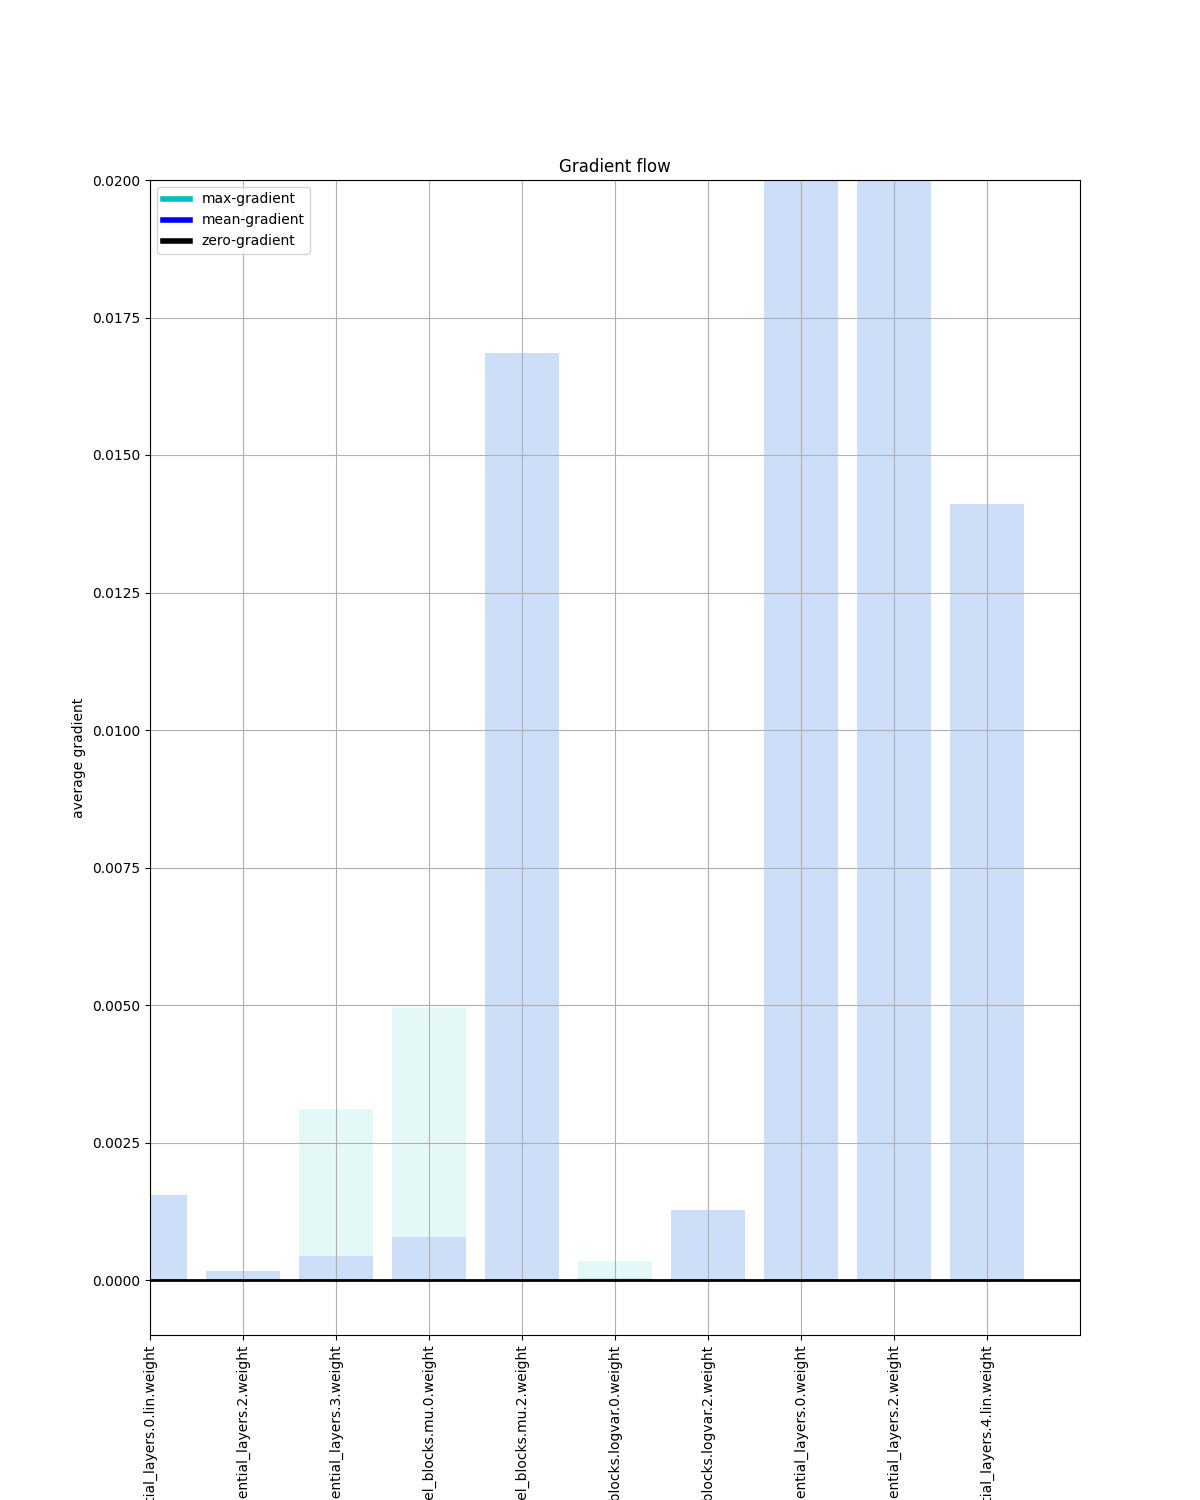 Gradient flow
max-gradient
mean-gradient
zero-gradient
average gradient
0.0200
0.0175
0.0150
0.0125
0.0100
0.0075
0.0050
0.0025
0.0000
tial_layers.0.lin.weight
ential_layers.2.weight
ential_layers.3.weight
el_blocks.mu.0.weight
el_blocks.mu.2.weight
blocks.logvar.0.weight
blocks.logvar.2.weight
ential_layers.0.weight
ential_layers.2.weight
tial_layers.4.lin.weight